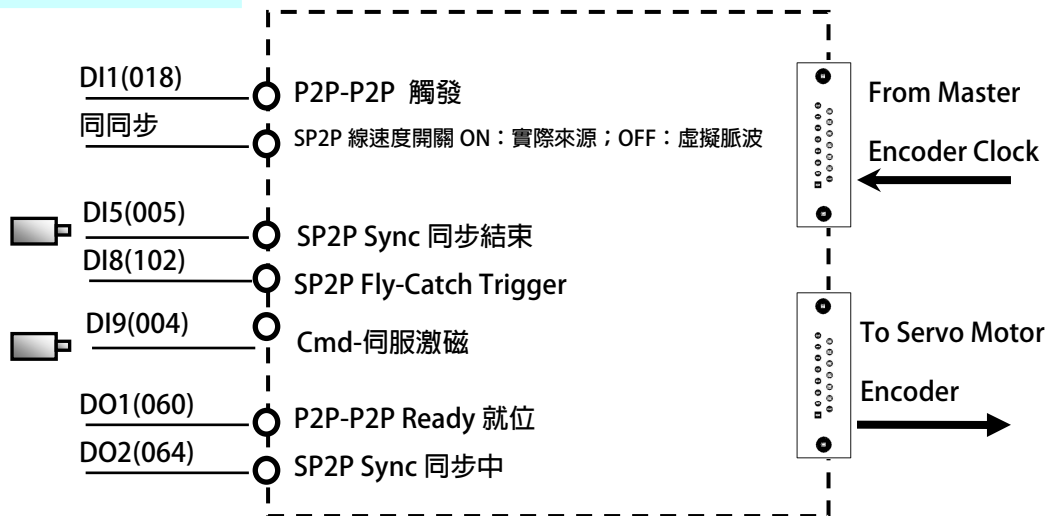 DI1(018)
P2P-P2P 觸發
同同步
SP2P 線速度開關 ON：實際來源；OFF：虛擬脈波
DI5(005)
SP2P Sync 同步結束
DI8(102)
SP2P Fly-Catch Trigger
DI9(004)
Cmd-伺服激磁
DO1(060)
P2P-P2P Ready 就位
DO2(064)
SP2P Sync 同步中
From Master
Encoder Clock
To Servo Motor
Encoder